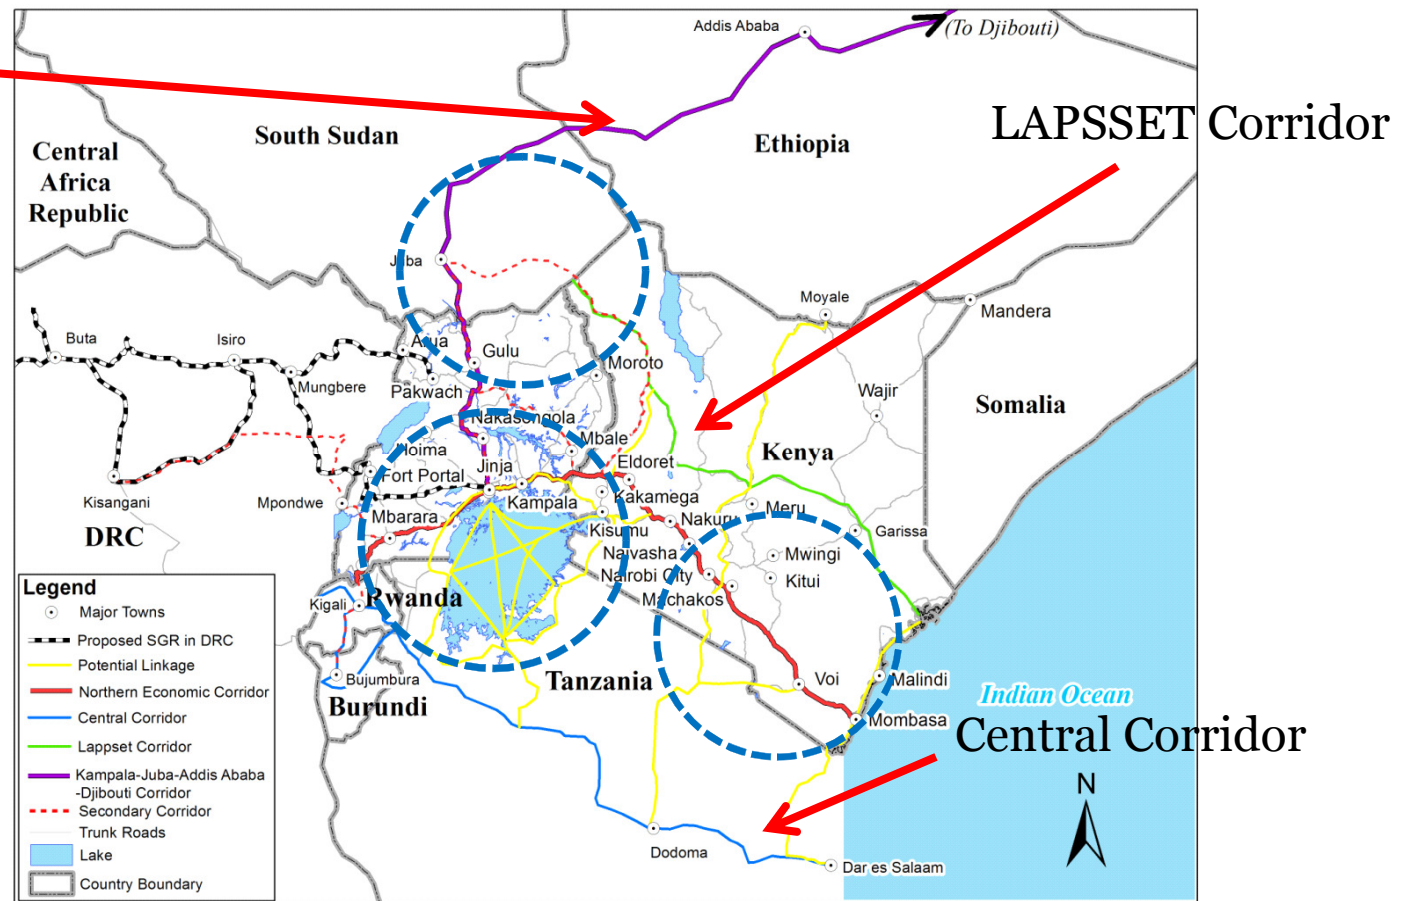 Addis Ababa
(To Djibouti)
LAPSSET Corridor
South Sudan
Ethiopia
Central
Africa
Republic
Juba
Moyale
Mandera
Buta
Isiro
Arua
Gulu
Moroto
Mungbere
Pakwach
Wajir
Somalia
Nakasongola
Mbale
Hoima
Jinja
Eldoret
Kenya
Fort Portal
Kisangani
Mpondwe
Kampala
Kakamega
Meru
Mbarara
Nakuru
Garissa
DRC
Kisumu
Naivasha
Mwingi
Nairobi City
Kitui
Machakos
Kigali
Rwanda
Bujumbura
Burundi
Tanzania
Voi
Malindi
Indian Ocean
Mombasa
Central Corridor
N
Dodoma
Dar es Salaam
Legend
Major Towns
Proposed SGR in DRC
Potential Linkage
Northern Economic Corridor
Central Corridor
Lappset Corridor
Kampala-Juba-Addis Ababa
-Djibouti Corridor
Secondary Corridor
Trunk Roads
Lake
Country Boundary